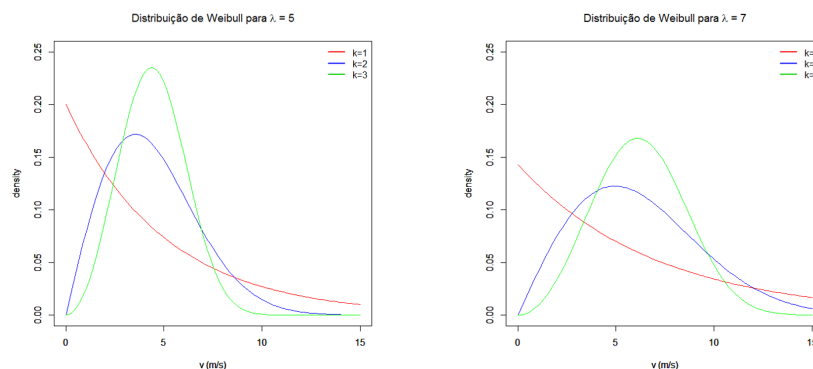 Distribuição de Weibull para λ = 5
k=1
k=2
k=3
density
0.00
0.05
0.10
0.15
0.20
0.25
0
5
10
15
v (m/s)
Distribuição de Weibull para λ = 7
k=
k=
k=
density
0.00
0.05
0.10
0.15
0.20
0.25
0
5
10
15
v (m/s)